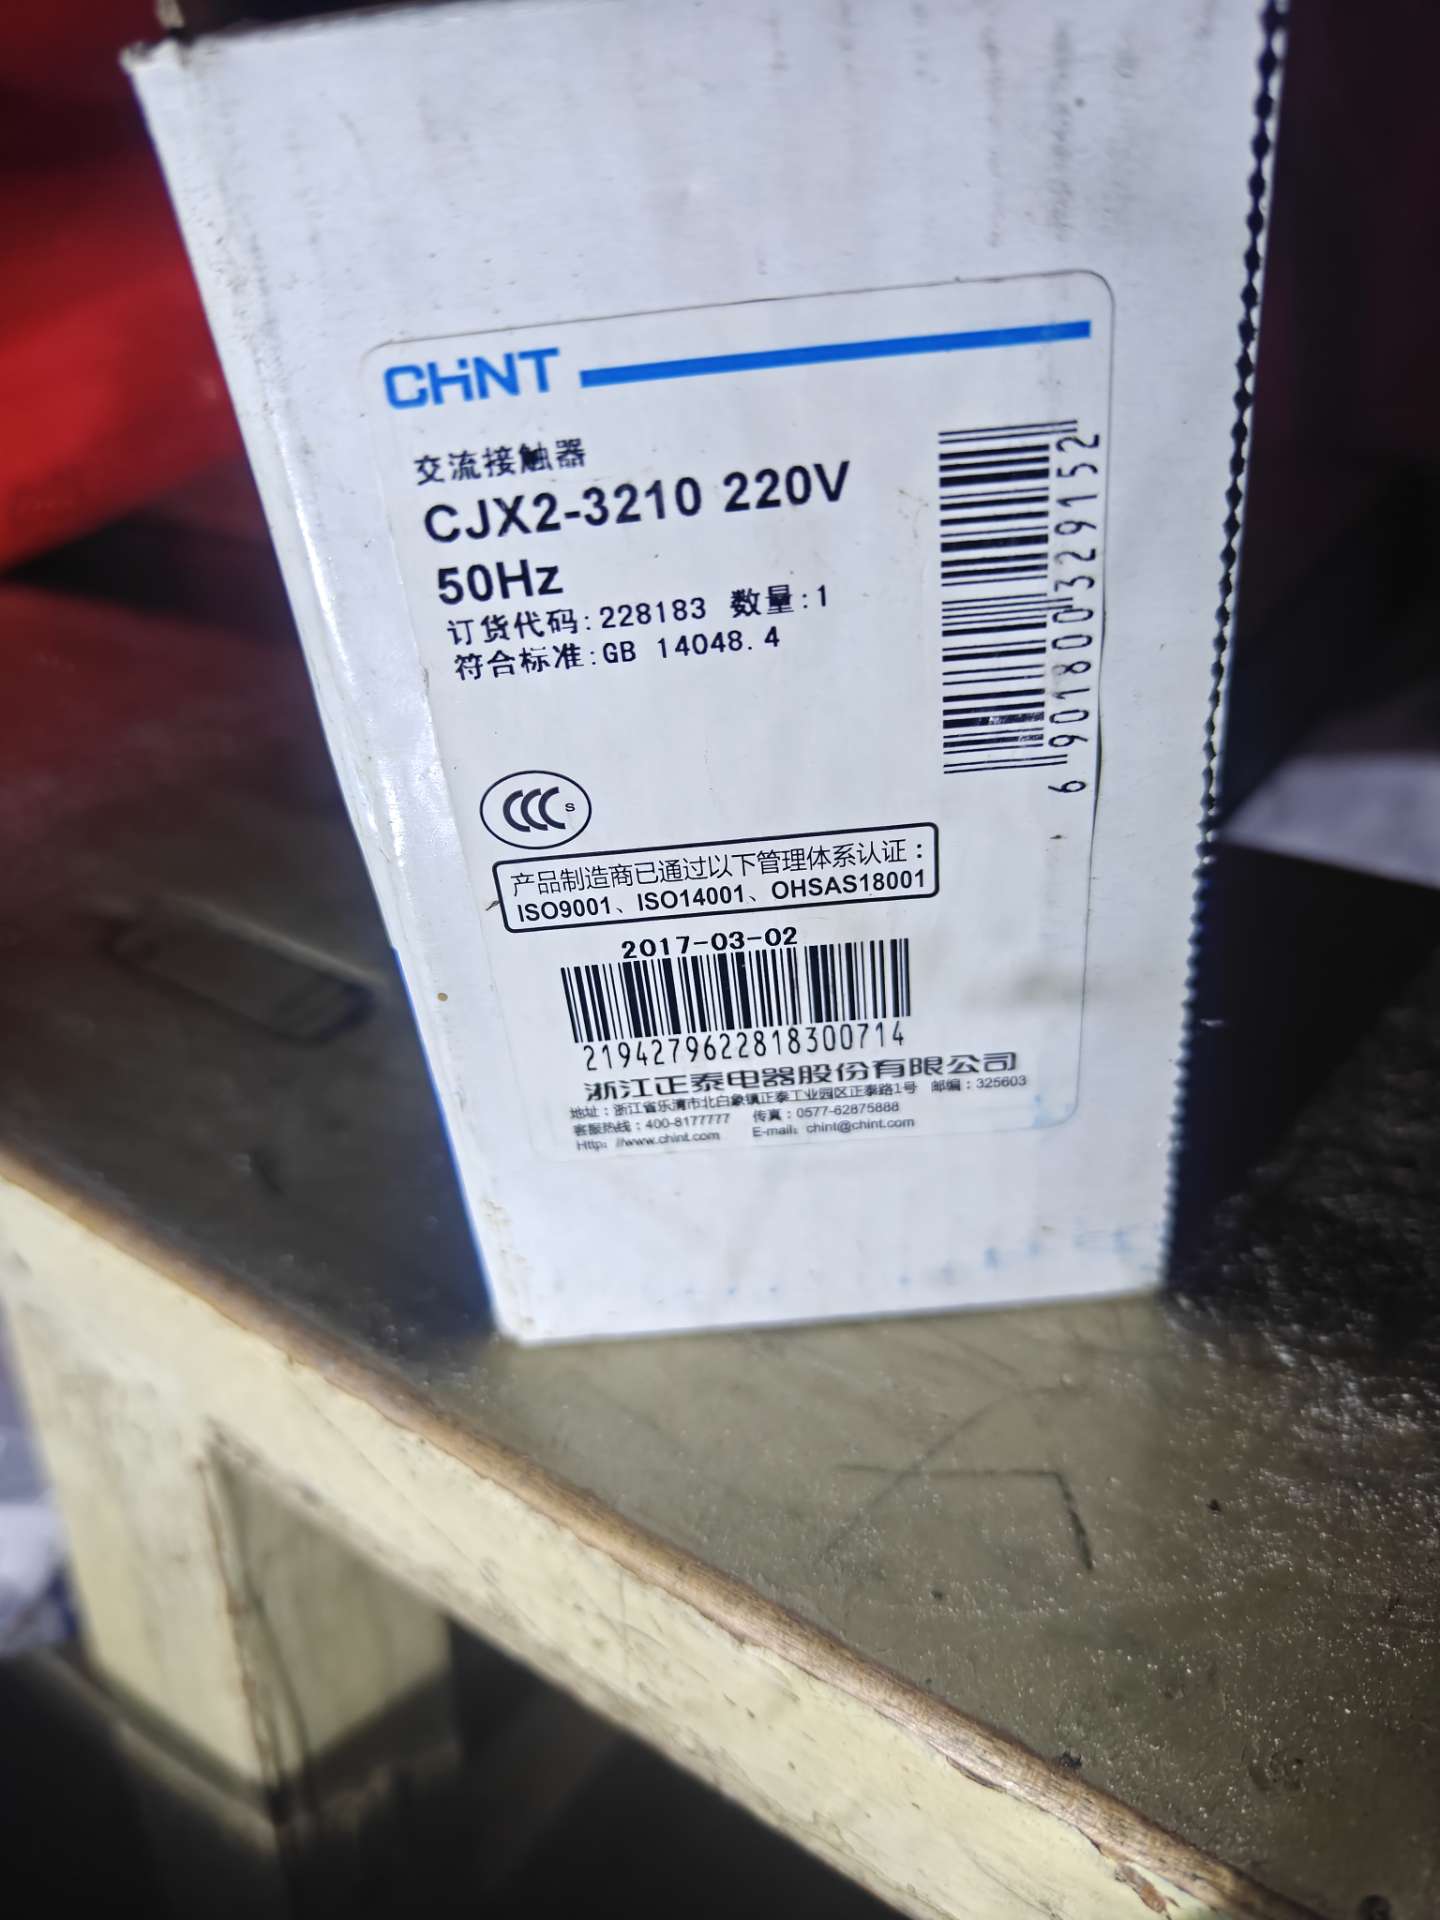 CHNT
交流接触器
CJX2-3210 220V
50Hz
订货代码:228183 数量:1
符合标准:GB 14048.4
6901800329152
CCC S
产品制造商已通过以下管理体系认证：
ISO9001、ISO14001、OHSAS18001
2017-03-02
2194279622818300714
浙江正泰电器股份有限公司
地址：浙江省乐清市北白象镇正泰工业园区正泰路1号 邮编：325603
客服热线：400-8177777 传真：0577-62875888
Http：//www.chint.com E-mail：chint@chint.com